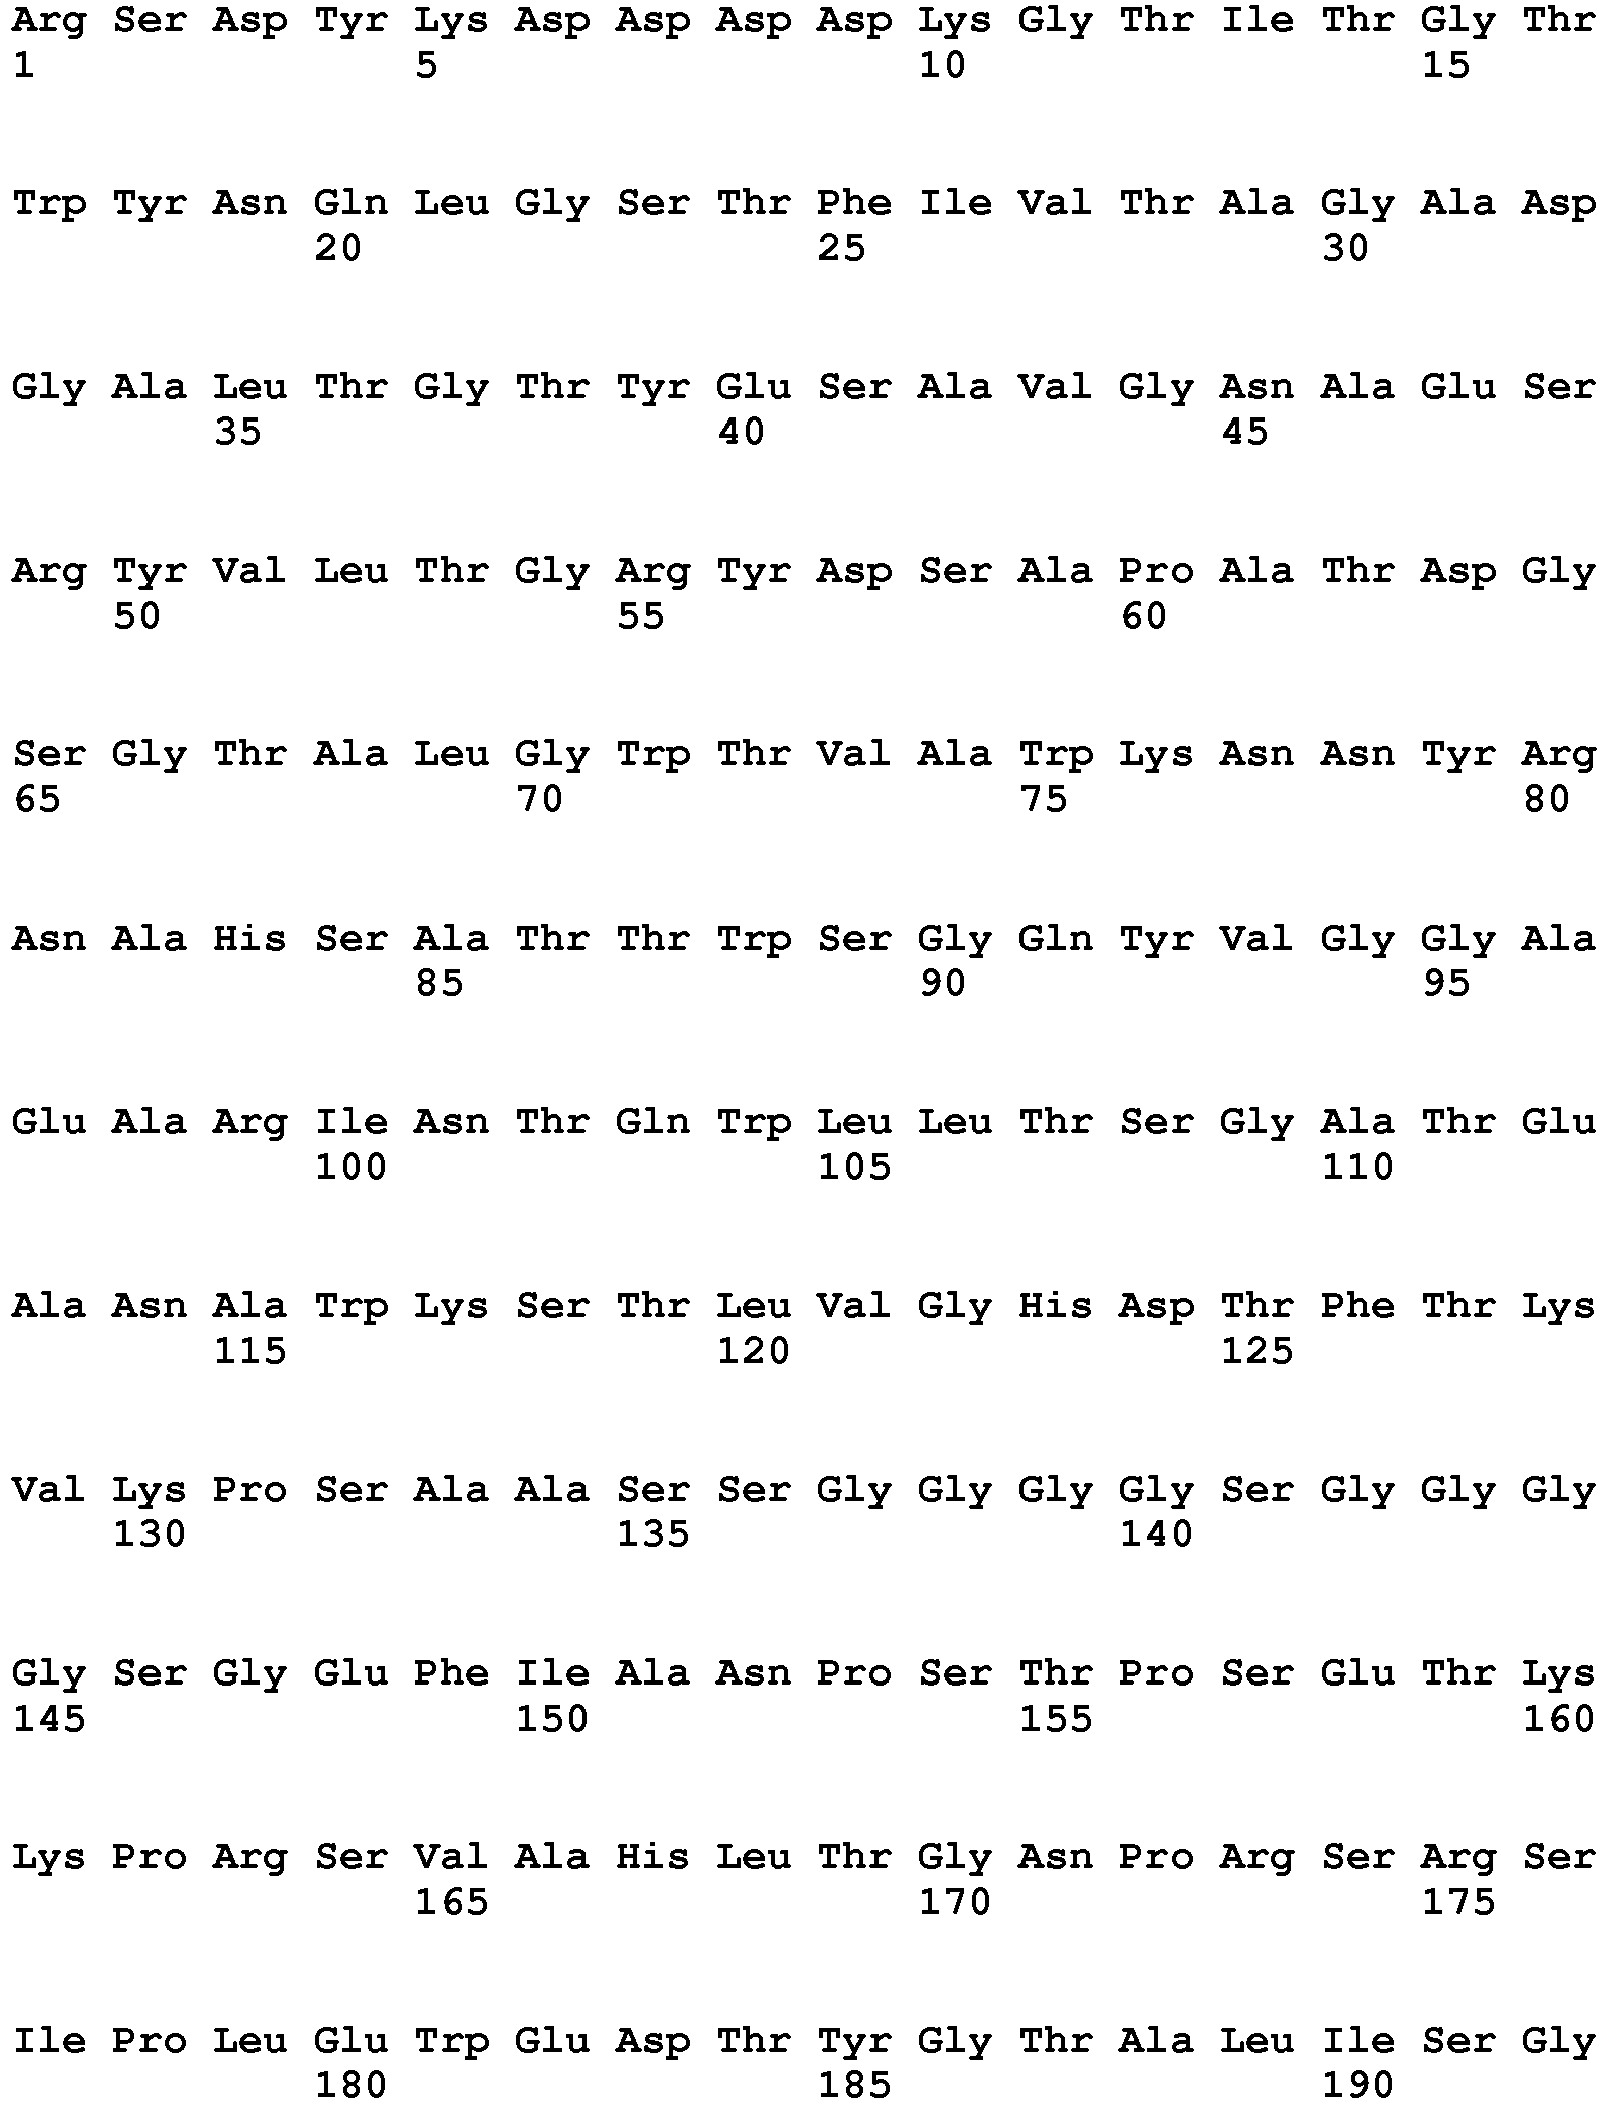 Arg Ser Asp Tyr Lys Asp Asp Asp Asp Lys Gly Thr Ile Thr Gly Thr
1 5 10 15
Trp Tyr Asn Gln Leu Gly Ser Thr Phe Ile Val Thr Ala Gly Ala Asp
20 25 30
Gly Ala Leu Thr Gly Thr Tyr Glu Ser Ala Val Gly Asn Ala Glu Ser
35 40 45
Arg Tyr Val Leu Thr Gly Arg Tyr Asp Ser Ala Pro Ala Thr Asp Gly
50 55 60
Ser Gly Thr Ala Leu Gly Trp Thr Val Ala Trp Lys Asn Asn Tyr Arg
65 70 75 80
Asn Ala His Ser Ala Thr Thr Trp Ser Gly Gln Tyr Val Gly Gly Ala
85 90 95
Glu Ala Arg Ile Asn Thr Gln Trp Leu Leu Thr Ser Gly Ala Thr Glu
100 105 110
Ala Asn Ala Trp Lys Ser Thr Leu Val Gly His Asp Thr Phe Thr Lys
115 120 125
Val Lys Pro Ser Ala Ala Ser Ser Gly Gly Gly Gly Ser Gly Gly Gly
130 135 140
Gly Ser Gly Glu Phe Ile Ala Asn Pro Ser Thr Pro Ser Glu Thr Lys
145 150 155 160
Lys Pro Arg Ser Val Ala His Leu Thr Gly Asn Pro Arg Ser Arg Ser
165 170 175
Ile Pro Leu Glu Trp Glu Asp Thr Tyr Gly Thr Ala Leu Ile Ser Gly
180 185 190